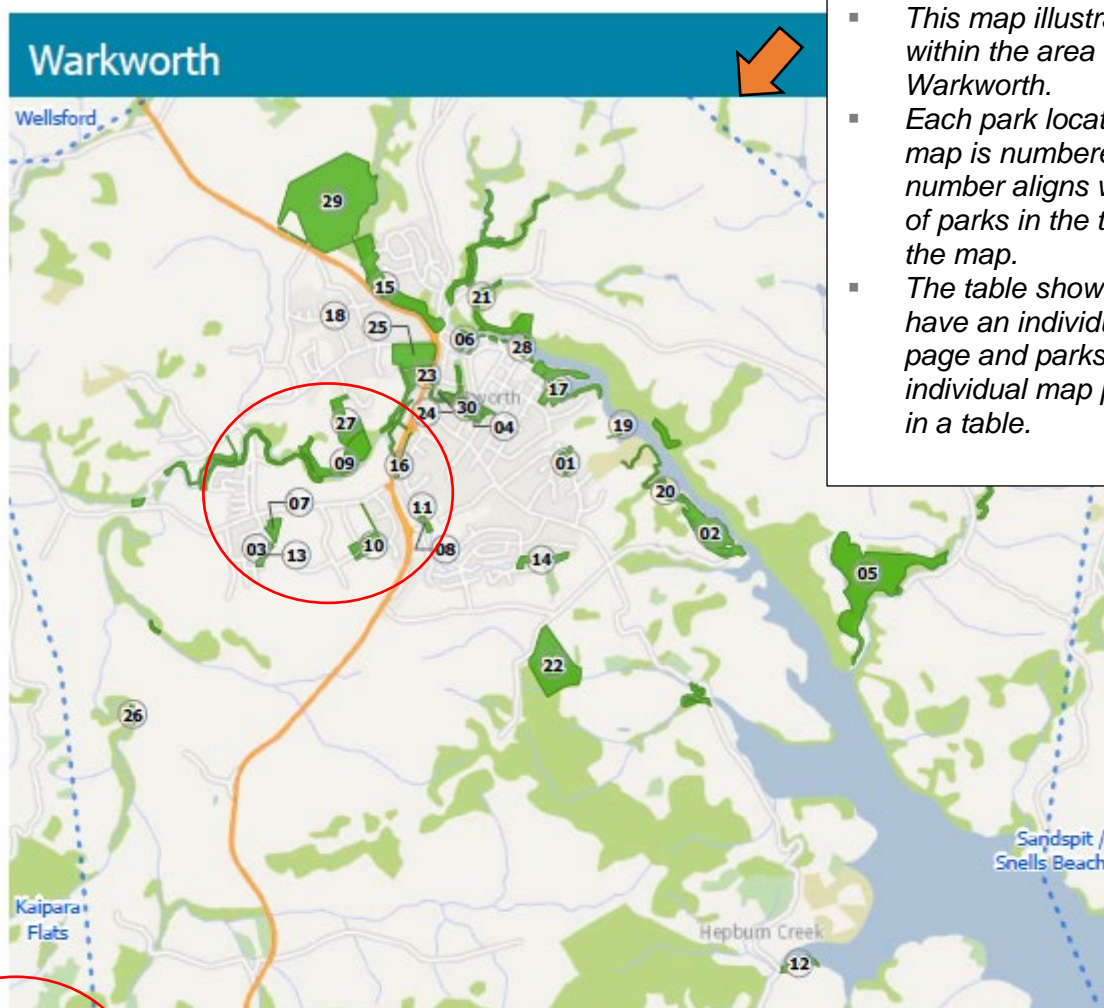 Warkworth
▪ This map illustra
within the area
Warkworth.
▪ Each park locat
map is numbere
number aligns v
of parks in the t
the map.
▪ The table show
have an individu
page and parks
individual map p
in a table.
Wellsford
29
15
21
18
25
06
28
23
17
worth
24
30
04
27
19
09
16
01
07
11
20
02
03
13
10
08
14
05
22
26
Sandspit /
Snells Beach
Kaipara
Flats
Hepburn Creek
12